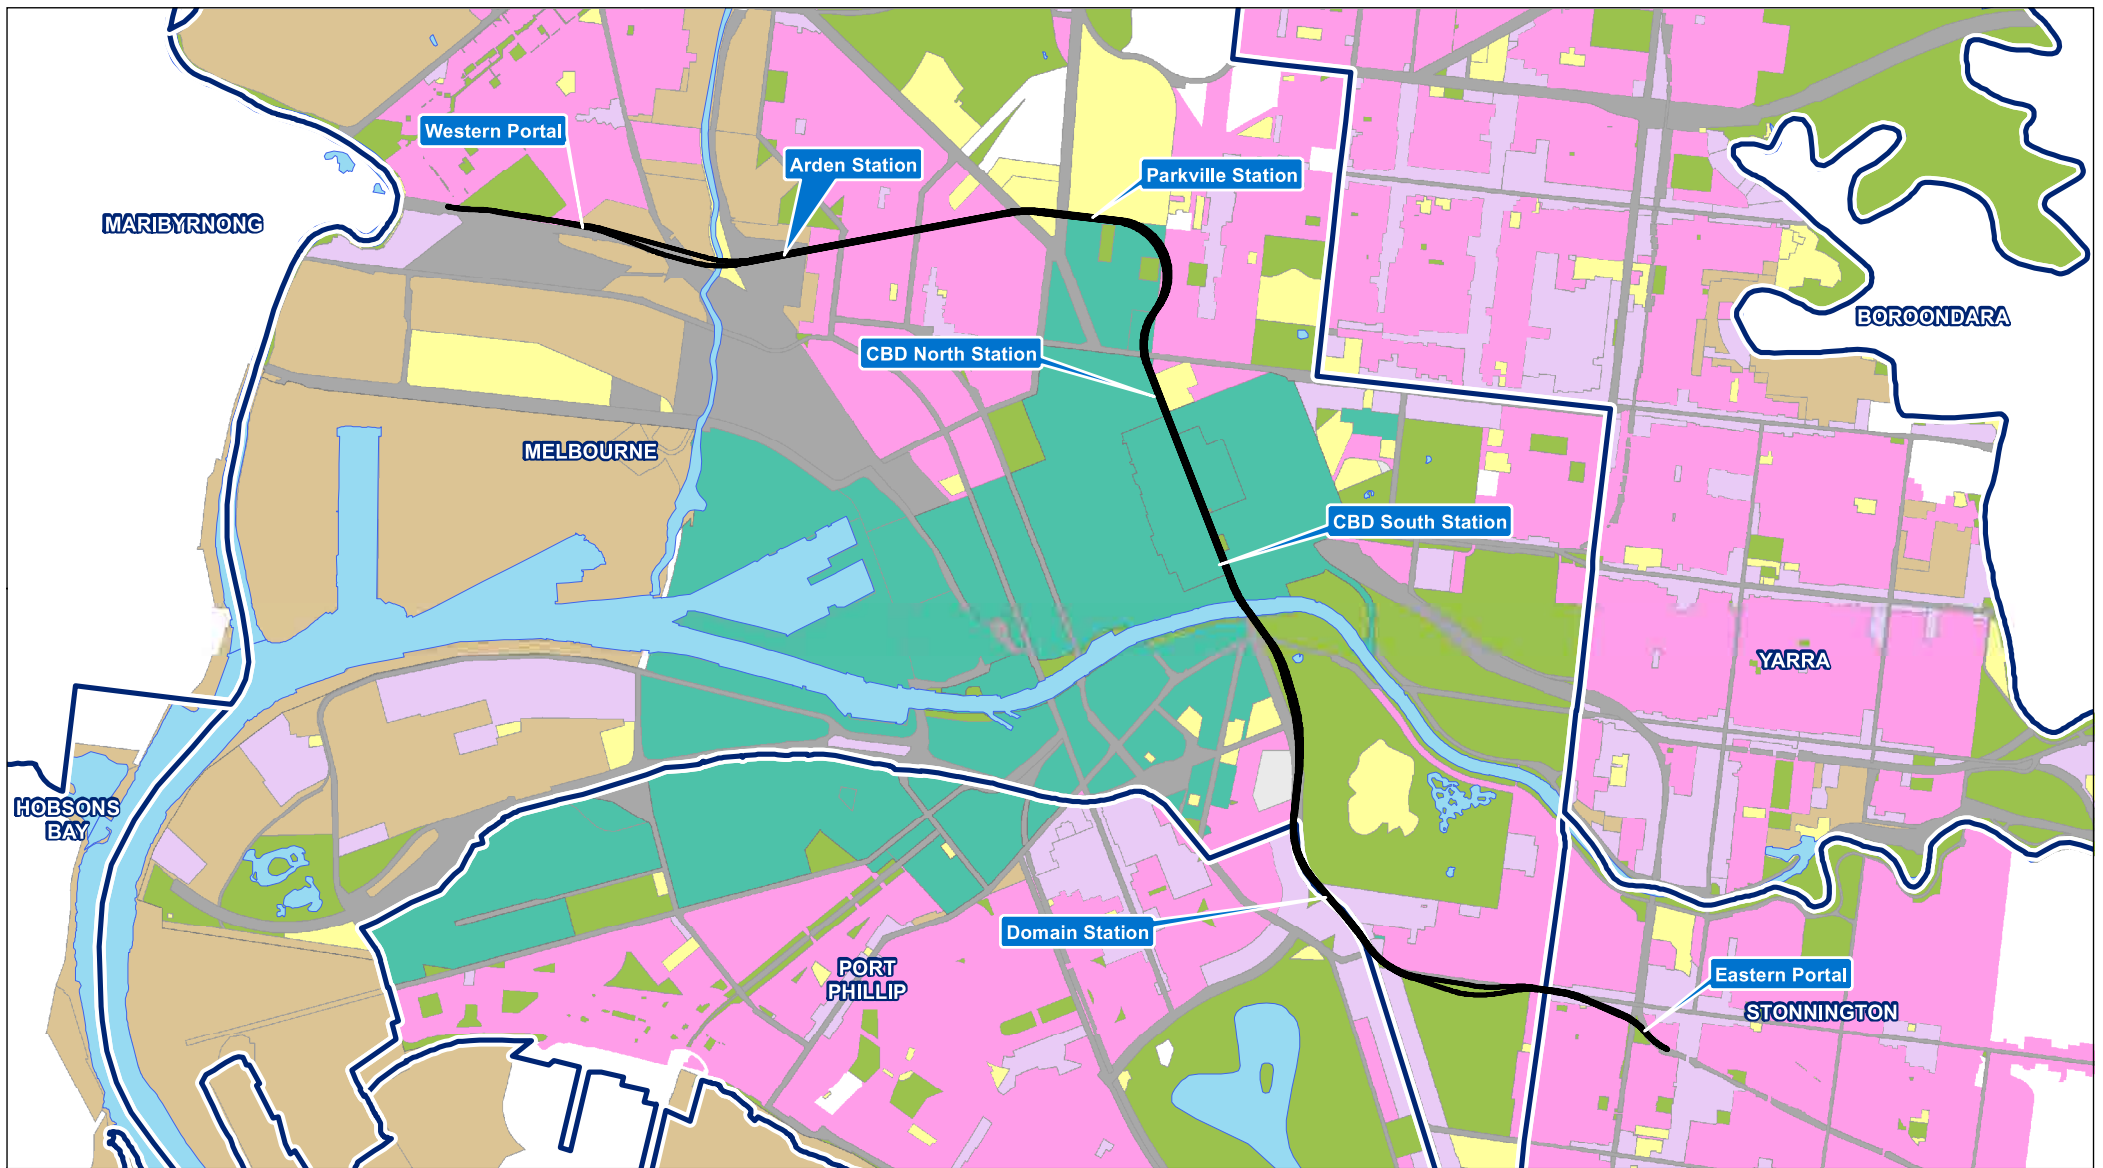 Western Portal
Arden Station
Parkville Station
MARIBYRNONG
BOROONDARA
CBD North Station
MELBOURNE
CBD South Station
YARRA
HOBSONS
BAY
Domain Station
PORT
PHILLIP
Eastern Portal
STONNINGTON